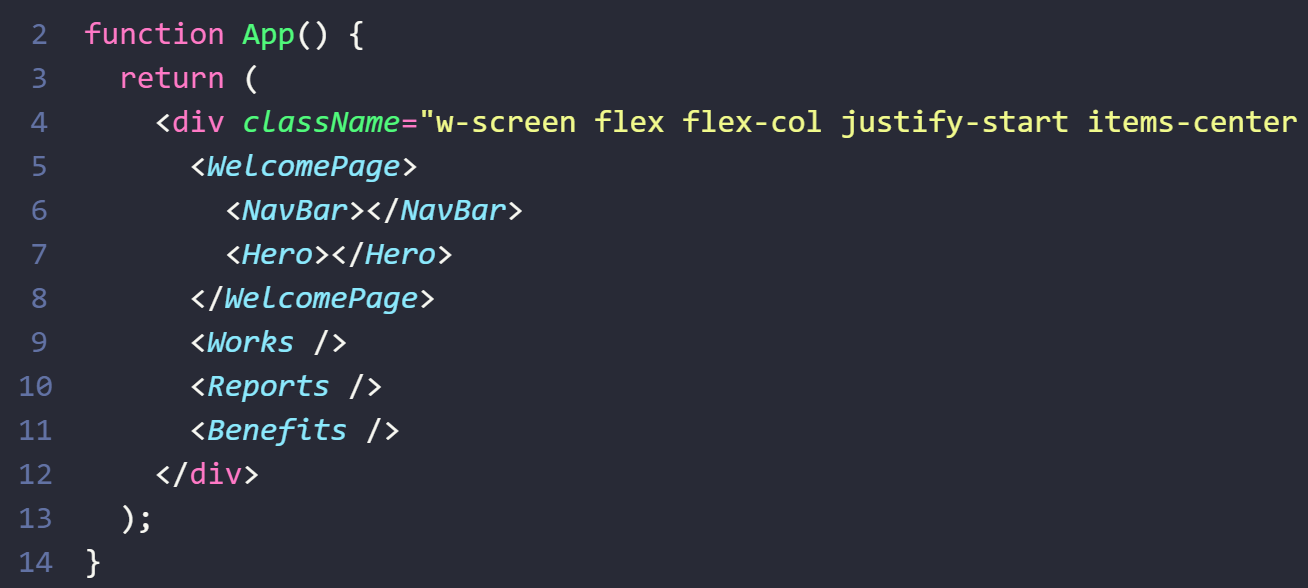 2 function App() {
3   return (
4     <div className="w-screen flex flex-col justify-start items-center
5       <WelcomePage>
6         <NavBar></NavBar>
7         <Hero></Hero>
8       </WelcomePage>
9       <Works />
10       <Reports />
11       <Benefits />
12     </div>
13   );
14 }